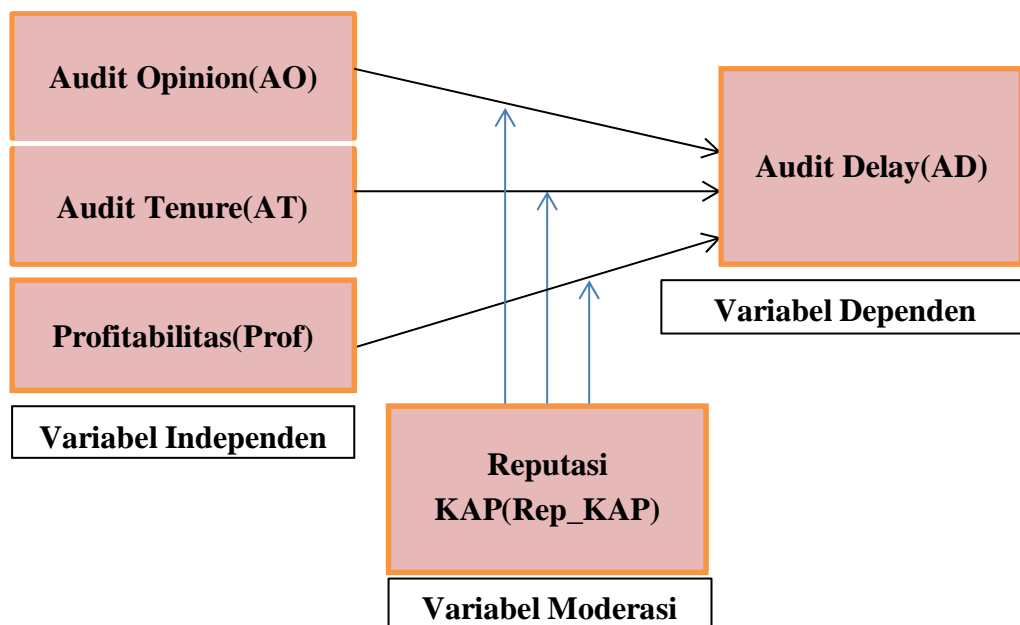 Audit Opinion(AO)
Audit Tenure(AT)
Profitabilitas(Prof)
Variabel Independen
Audit Delay(AD)
Variabel Dependen
Reputasi
KAP(Rep_KAP)
Variabel Moderasi